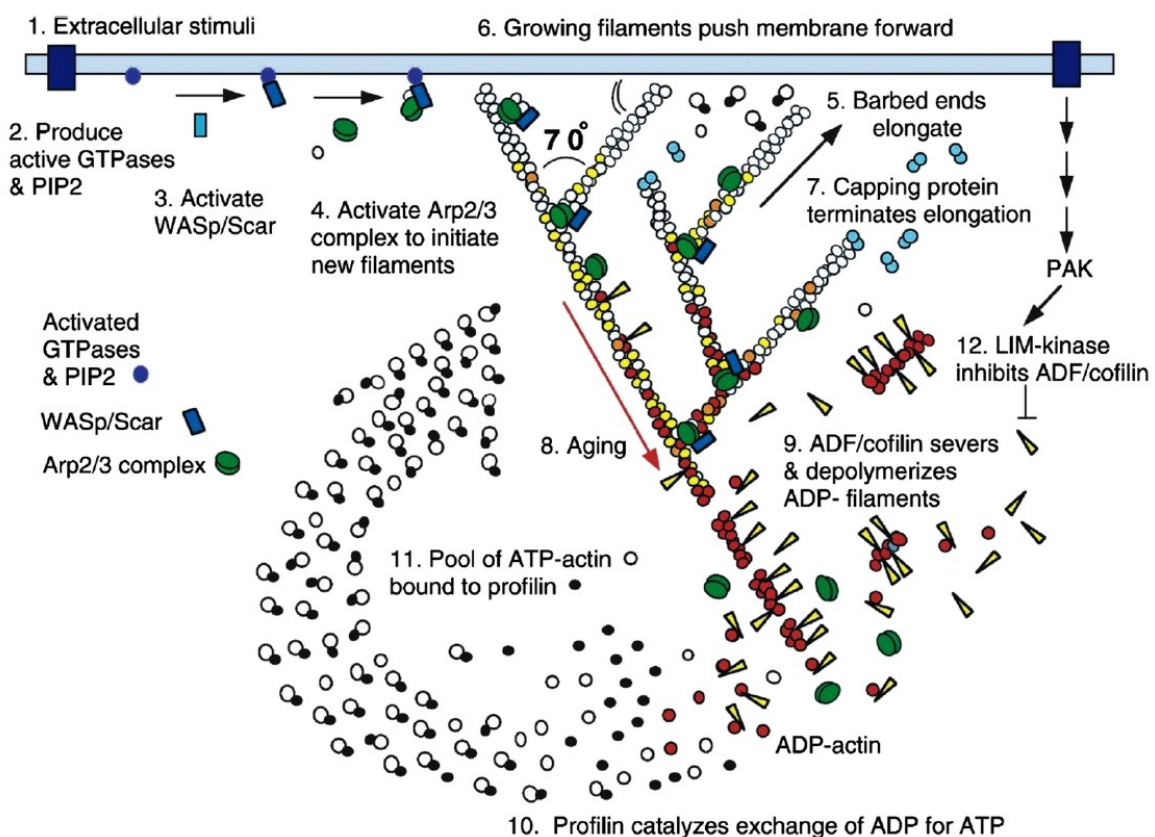 1. Extracellular stimuli
6. Growing filaments push membrane forward
2. Produce
active GTPases
& PIP2
3. Activate
WASp/Scar
4. Activate Arp2/3
complex to initiate
new filaments
70°
5. Barbed ends
elongate
7. Capping protein
terminates elongation
PAK
12. LIM-kinase
inhibits ADF/cofilin
Activated
GTPases
& PIP2
WASp/Scar
Arp2/3 complex
8. Aging
9. ADF/cofilin severs
& depolymerizes
ADP- filaments
11. Pool of ATP-actin
bound to profilin
ADP-actin
10. Profilin catalyzes exchange of ADP for ATP